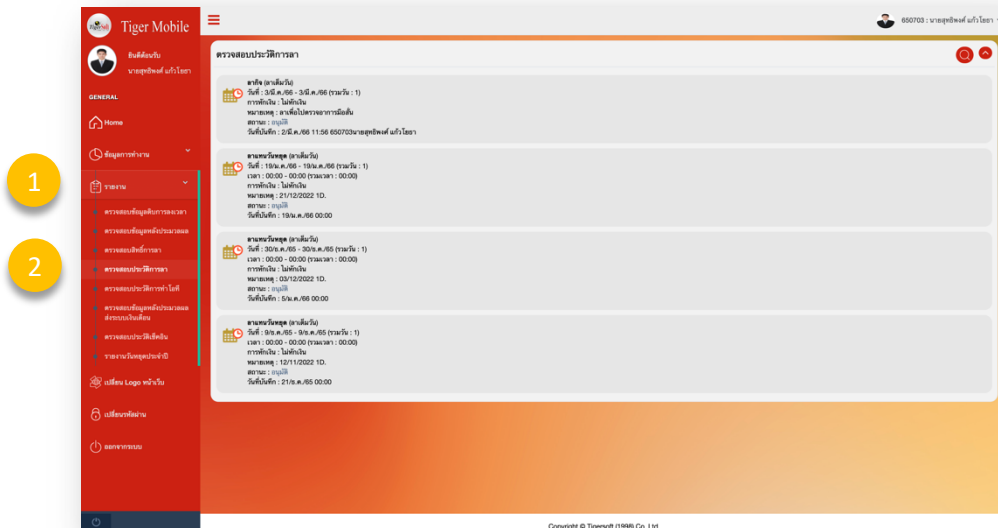 Tiger Mobile
650703 : นายสุทธิพงศ์ แก้วโยธา
ยินดีต้อนรับ
นายสุทธิพงศ์ แก้วโยธา
GENERAL
Home
ข้อมูลการทำงาน
1
รายงาน
ตรวจสอบข้อมูลดิบการลงเวลา
ตรวจสอบข้อมูลหลังประมวลผล
ตรวจสอบสิทธิ์การลา
2
ตรวจสอบประวัติการลา
ตรวจสอบประวัติการทำโอที
ตรวจสอบข้อมูลหลังประมวลผล
ส่งระบบเงินเดือน
ตรวจสอบประวัติเช็คอิน
รายงานวันหยุดประจำปี
เปลี่ยน Logo หน้าเว็บ
เปลี่ยนรหัสผ่าน
ออกจากระบบ
ตรวจสอบประวัติการลา
ลากิจ (ลาเต็มวัน)
วันที่ : 3/มี.ค./66 - 3/มี.ค./66 (รวมวัน : 1)
การหักเงิน : ไม่หักเงิน
หมายเหตุ : ลาเพื่อไปตรวจอาการมือสั่น
สถานะ : อนุมัติ
วันที่บันทึก : 2/มี.ค./66 11:56 650703นายสุทธิพงศ์ แก้วโยธา
ลาแทนวันหยุด (ลาเต็มวัน)
วันที่ : 19/ม.ค./66 - 19/ม.ค./66 (รวมวัน : 1)
เวลา : 00:00 - 00:00 (รวมเวลา : 00:00)
การหักเงิน : ไม่หักเงิน
หมายเหตุ : 21/12/2022 1D.
สถานะ : อนุมัติ
วันที่บันทึก : 19/ม.ค./66 00:00
ลาแทนวันหยุด (ลาเต็มวัน)
วันที่ : 30/ธ.ค./65 - 30/ธ.ค./65 (รวมวัน : 1)
เวลา : 00:00 - 00:00 (รวมเวลา : 00:00)
การหักเงิน : ไม่หักเงิน
หมายเหตุ : 03/12/2022 1D.
สถานะ : อนุมัติ
วันที่บันทึก : 5/ม.ค./66 00:00
ลาแทนวันหยุด (ลาเต็มวัน)
วันที่ : 9/ธ.ค./65 - 9/ธ.ค./65 (รวมวัน : 1)
เวลา : 00:00 - 00:00 (รวมเวลา : 00:00)
การหักเงิน : ไม่หักเงิน
หมายเหตุ : 12/11/2022 1D.
สถานะ : อนุมัติ
วันที่บันทึก : 21/ธ.ค./65 00:00
Copyright © Tigersoft (1998) Co.,Ltd.